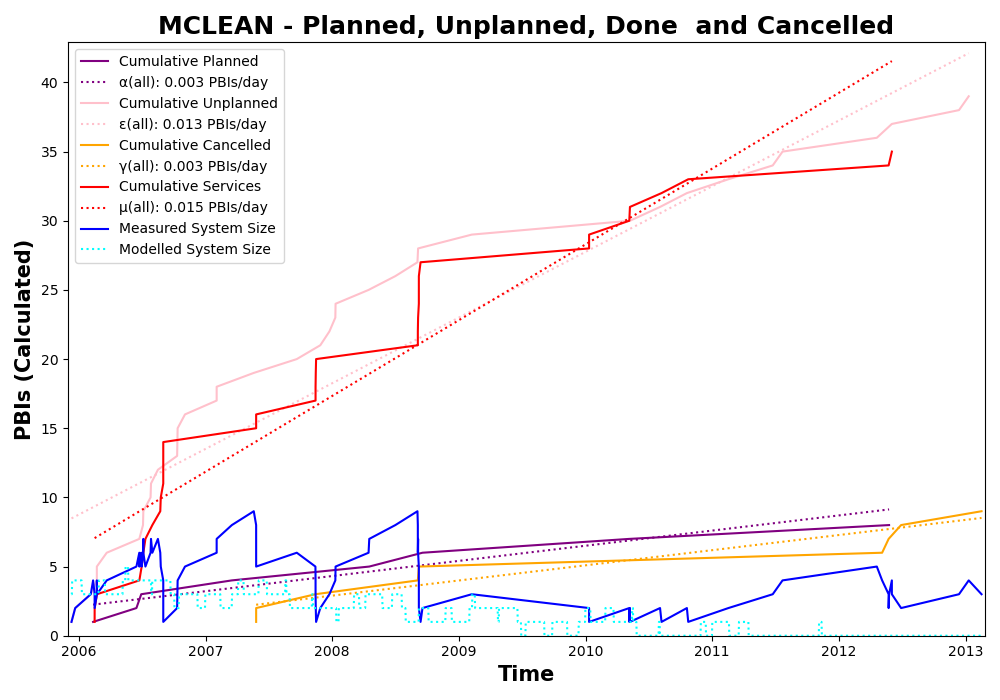 MCLEAN - Planned, Unplanned, Done  and Cancelled
Cumulative Planned
α(all): 0.003 PBIs/day
Cumulative Unplanned
ε(all): 0.013 PBIs/day
Cumulative Cancelled
γ(all): 0.003 PBIs/day
Cumulative Services
μ(all): 0.015 PBIs/day
Measured System Size
Modelled System Size
PBIs (Calculated)
40
35
30
25
20
15
10
5
0
2006 2007 2008 2009 2010 2011 2012 2013
Time